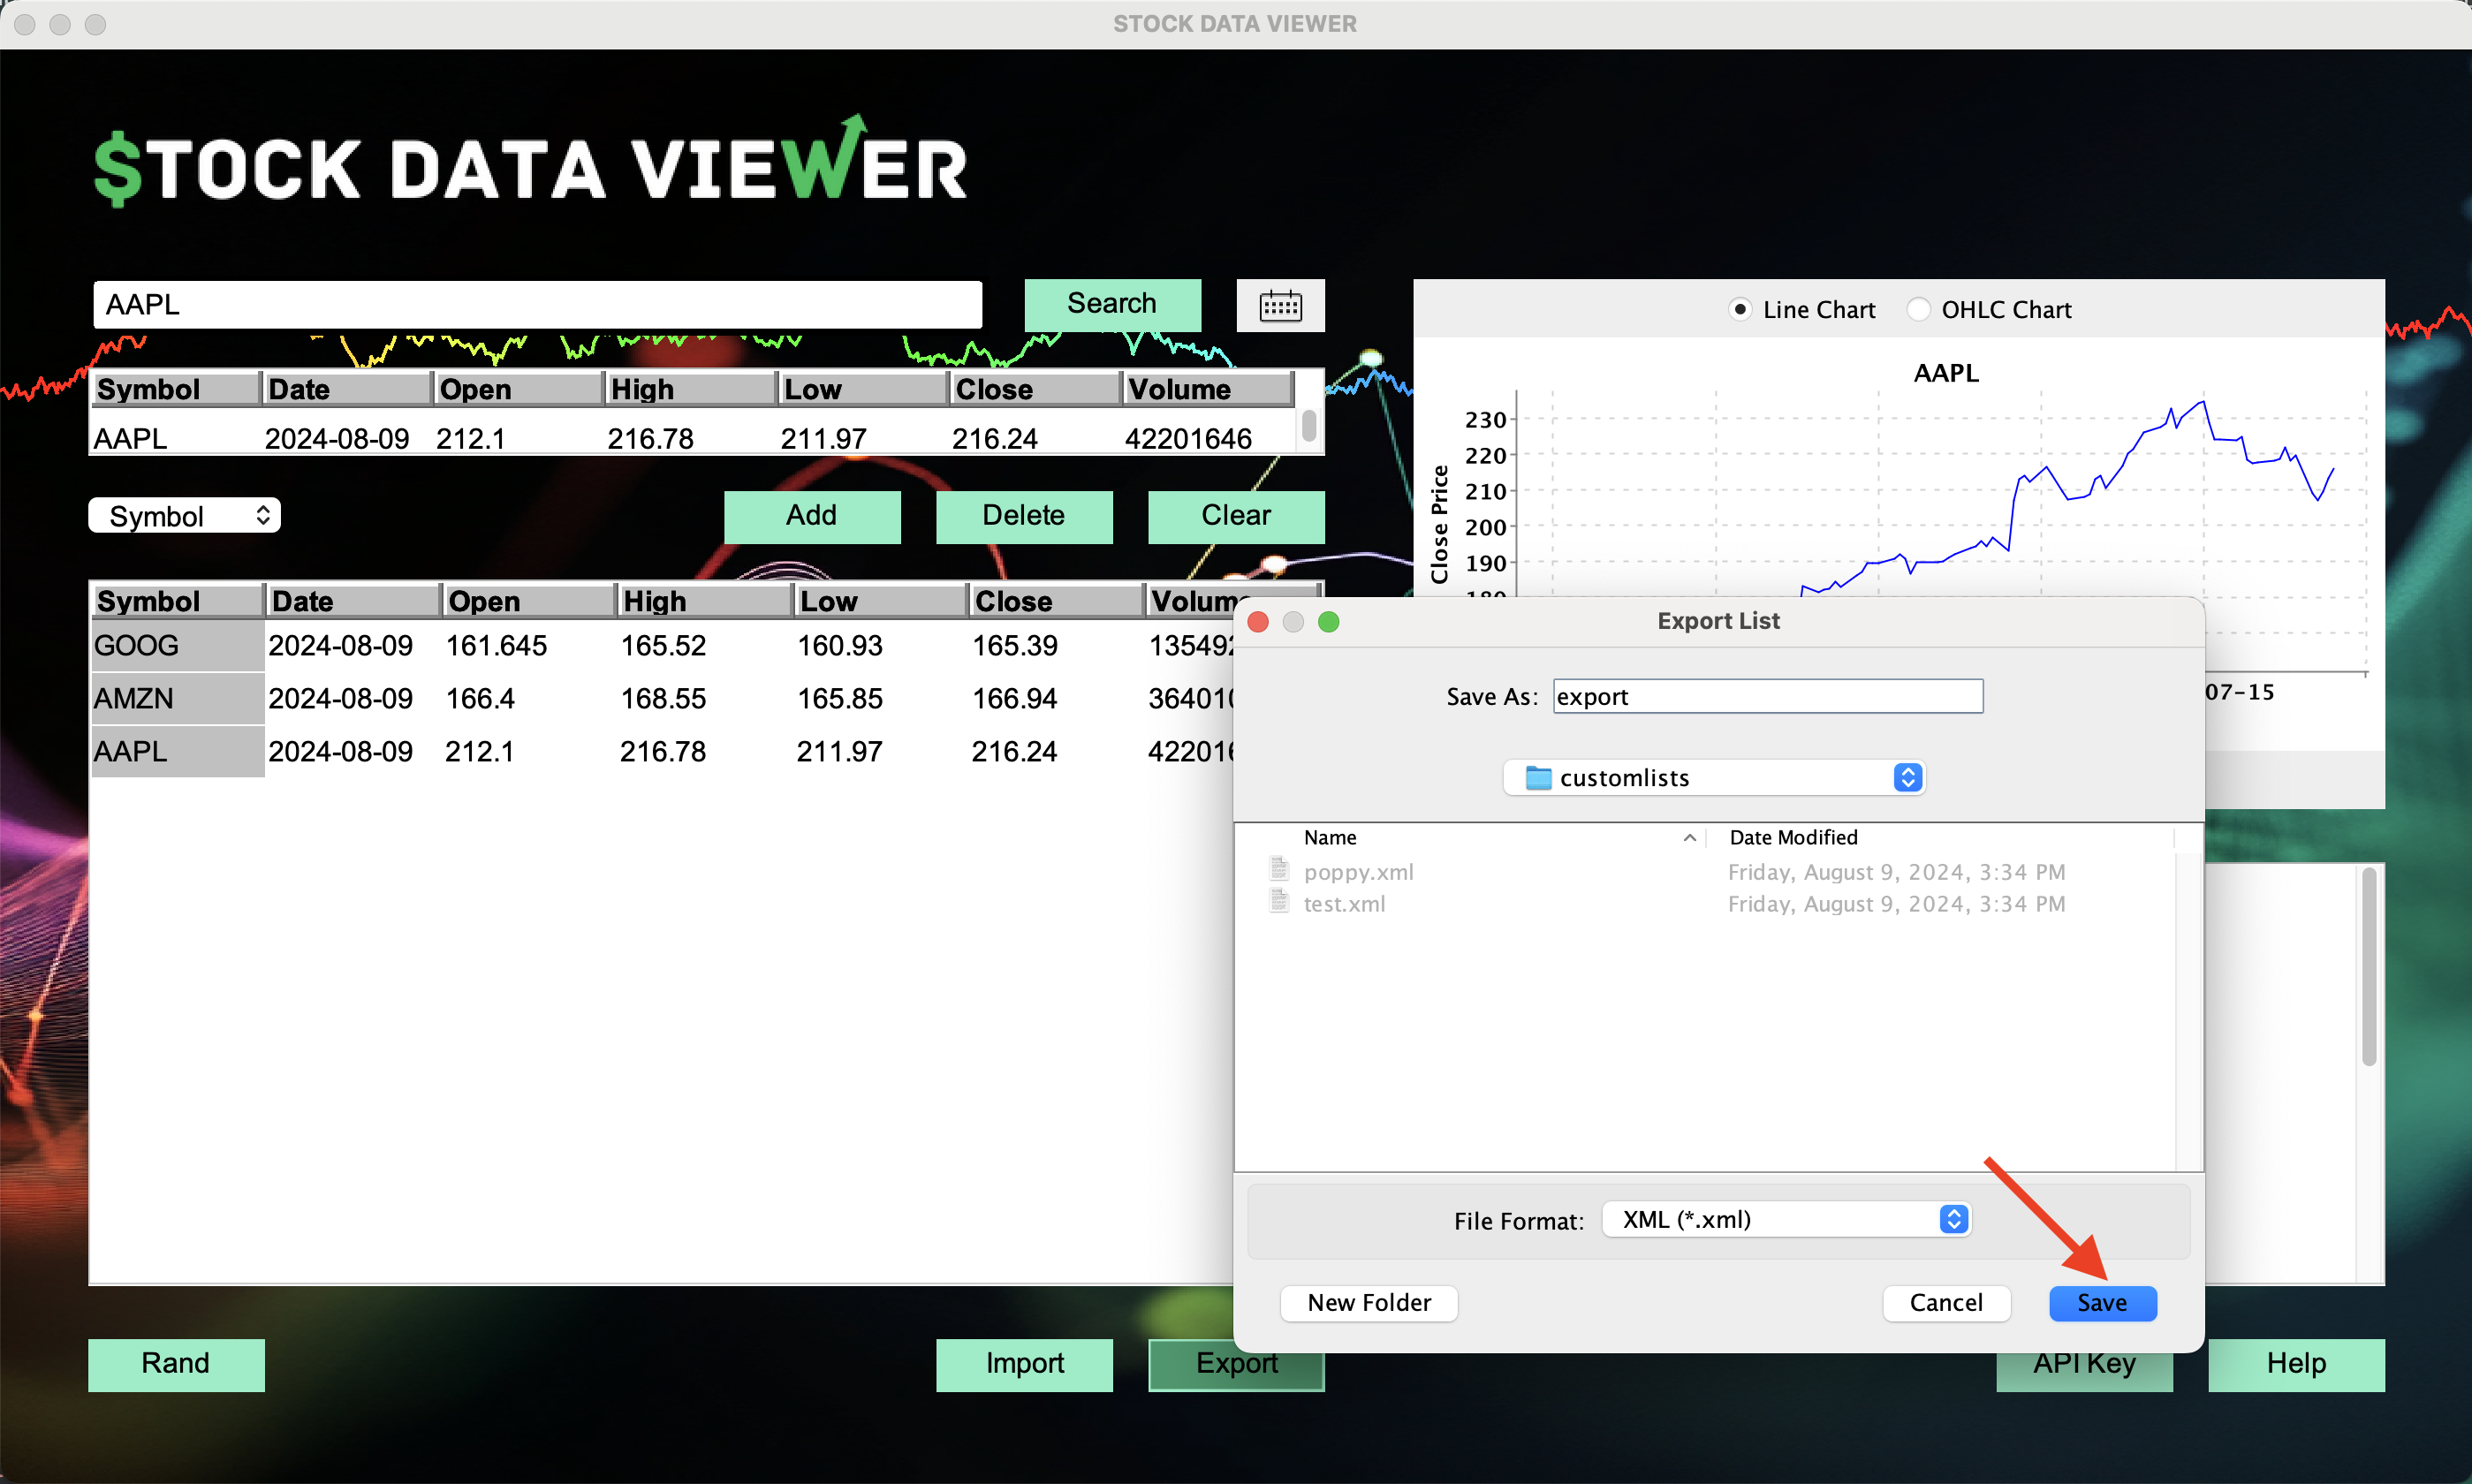 STOCK DATA VIEWER
$TOCK DATA VIEWER
AAPL
Search
Symbol Date Open High Low Close Volume
AAPL 2024-08-09 212.1 216.78 211.97 216.24 42201646
Symbol
Add
Delete
Clear
Symbol Date Open High Low Close
GOOG 2024-08-09 161.645 165.52 160.93 165.39
AMZN 2024-08-09 166.4 168.55 165.85 166.94
AAPL 2024-08-09 212.1 216.78 211.97 216.24
Line Chart
OHLC Chart
AAPL
Close Price
230
220
210
200
190
180
07-15
Export List
Save As: export
customlists
Name Date Modified
poppy.xml Friday, August 9, 2024, 3:34 PM
test.xml Friday, August 9, 2024, 3:34 PM
File Format: XML (*.xml)
New Folder
Cancel
Save
Rand
Import
Export
API Key
Help